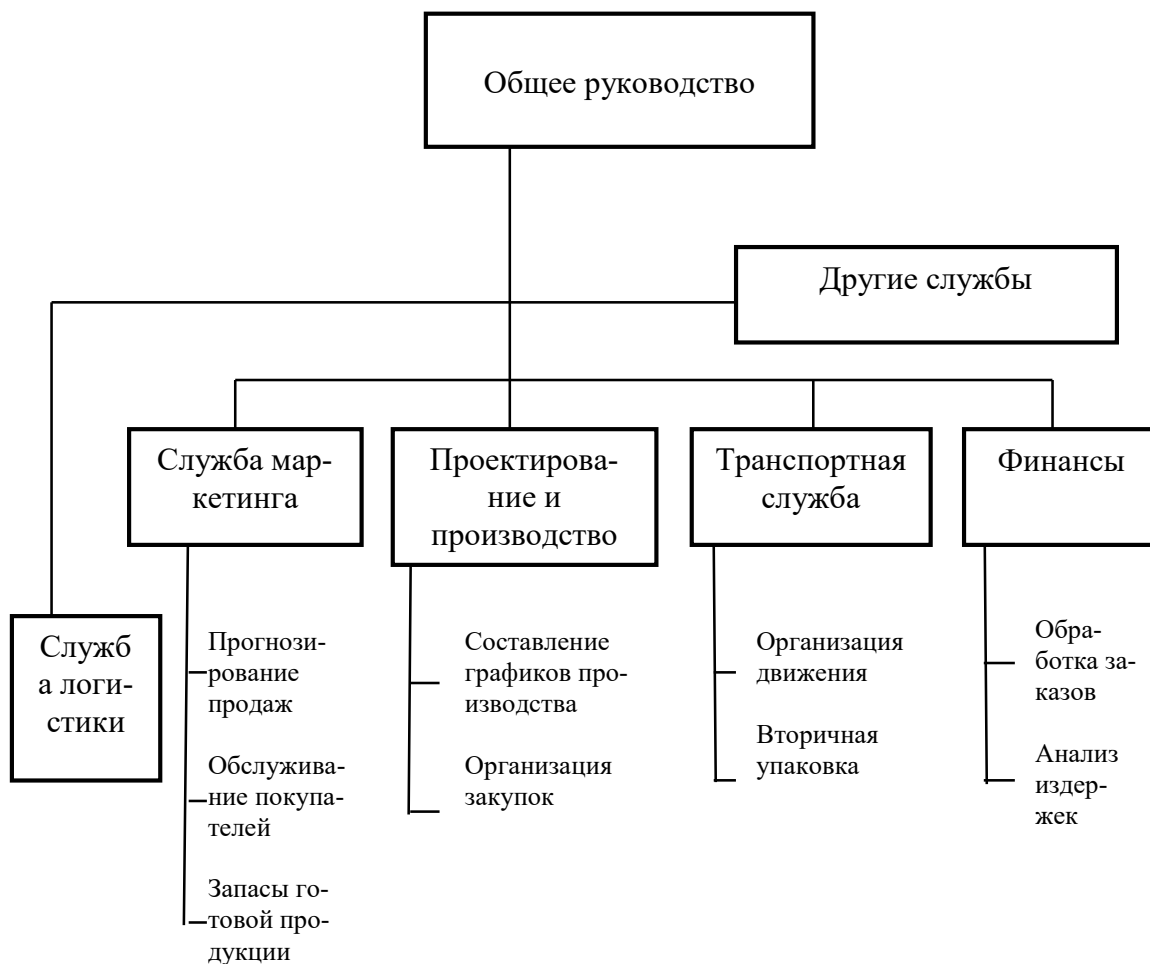 Общее руководство
Другие службы
Служба мар-
кетинга
Проектирова-
ние и
производство
Транспортная
служба
Финансы
Служб
а логи-
стики
Прогнози-
рование
продаж
Обслужива
ние покупа-
телей
Запасы го-
товой про-
дукции
Составление
графиков про-
изводства
Организация
закупок
Организация
движения
Вторичная
упаковка
Обра-
ботка за-
казов
Анализ
издер-
жек